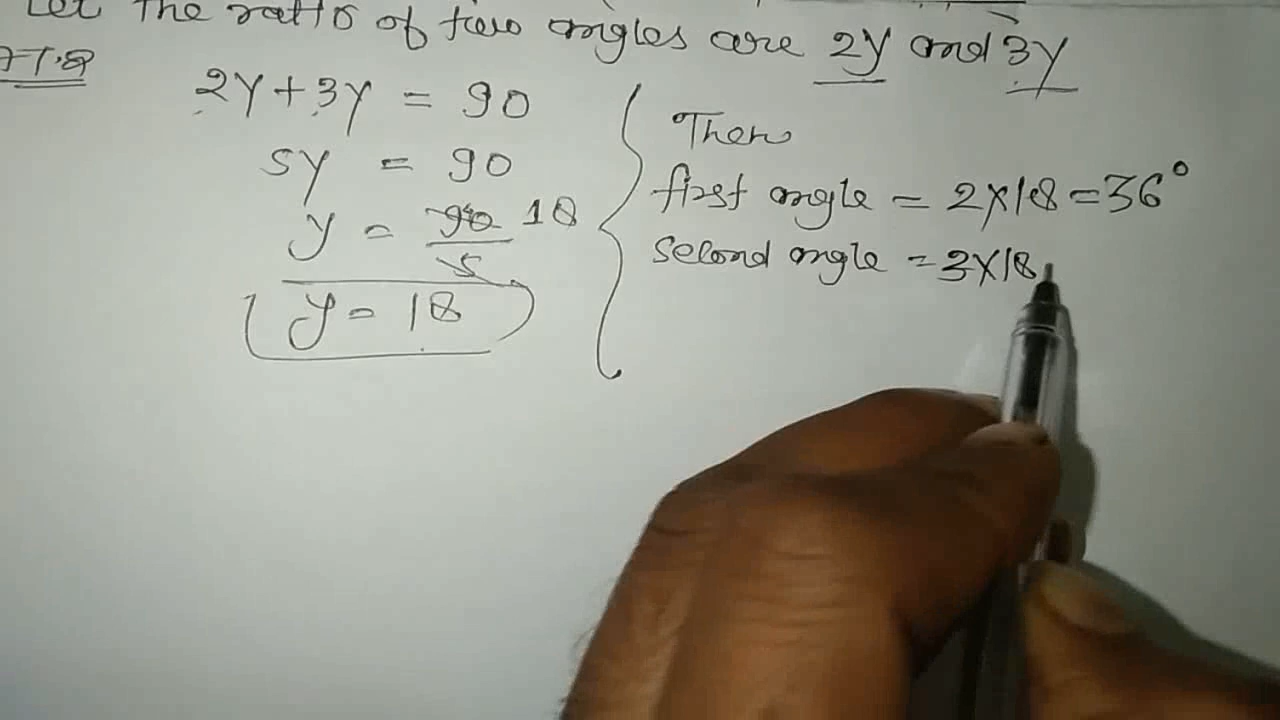 Let the ratio of two angles are 2y and 3y
ATQ
2y + 3y = 90
5y = 90
y = 90/5 18
y = 18
Then
first angle = 2×18 = 36°
second angle = 3×18